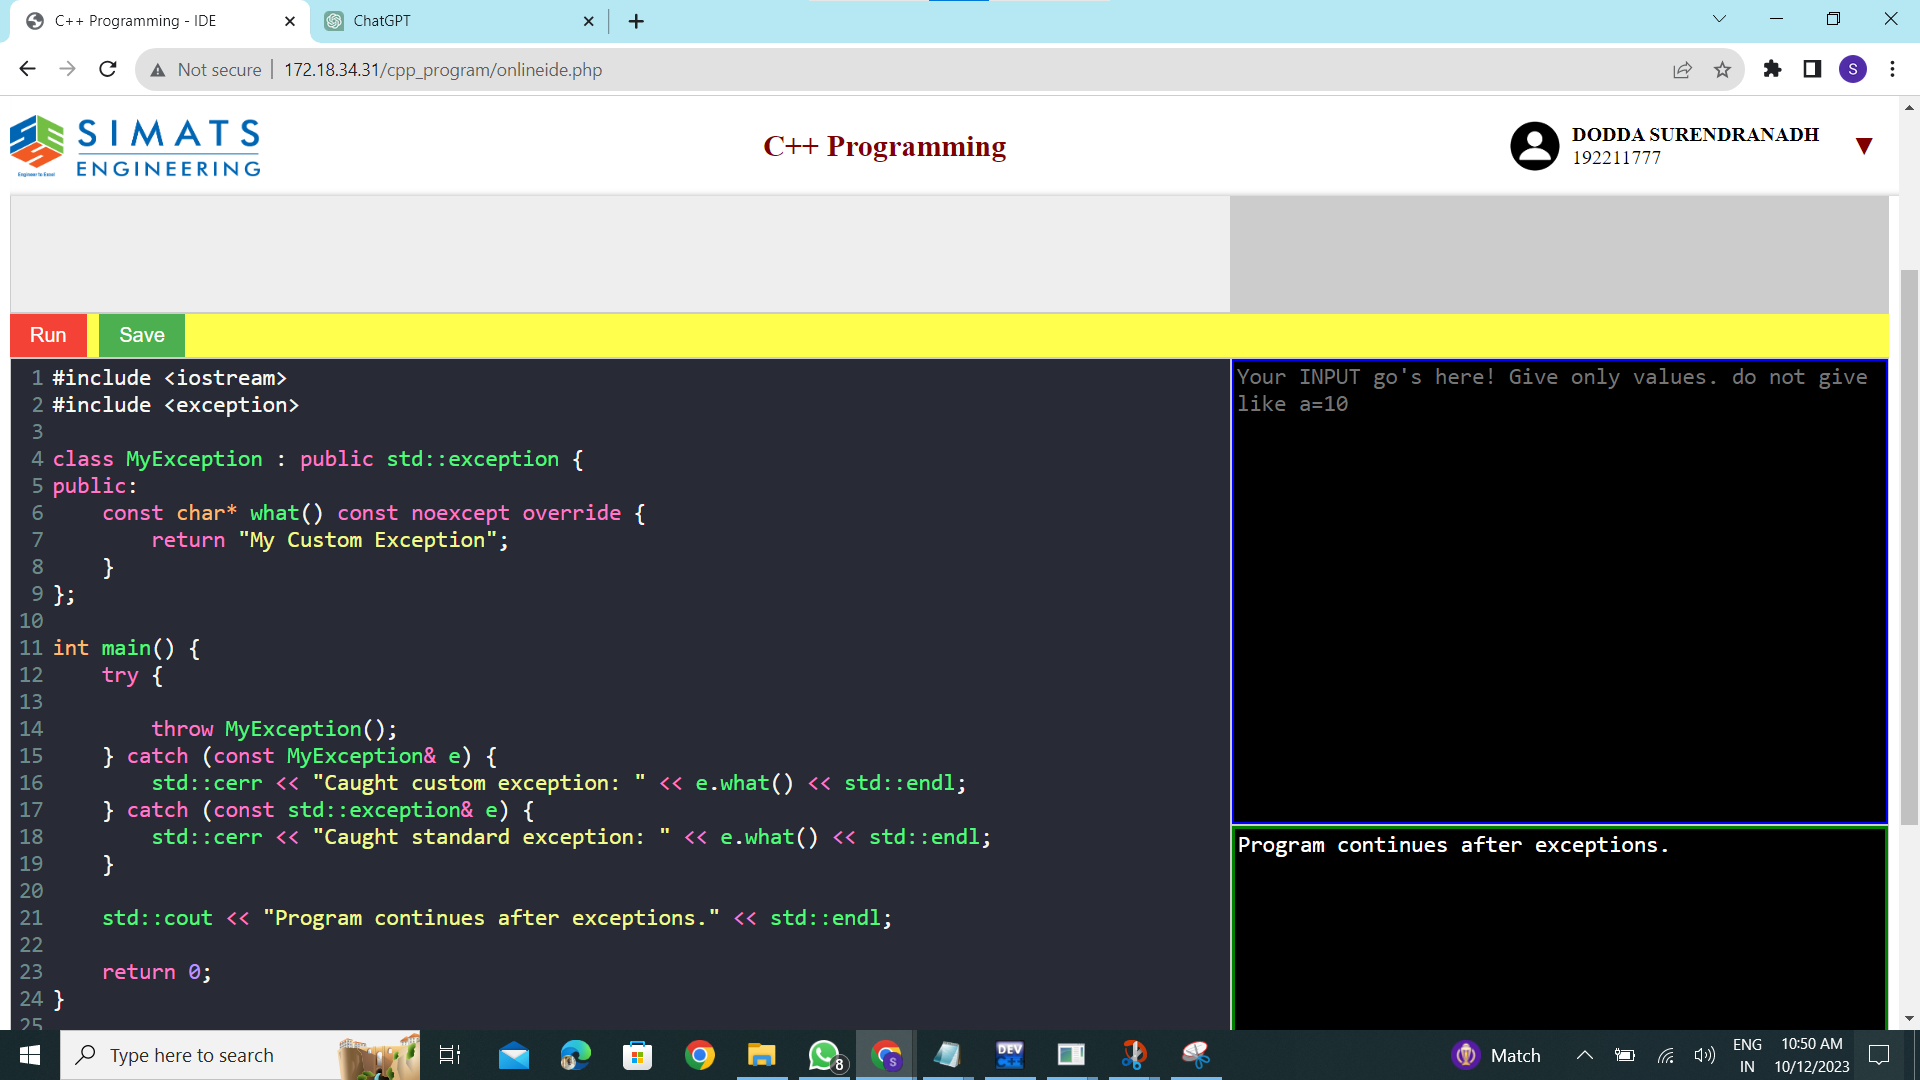 C++ Programming - IDE
ChatGPT
Not secure
172.18.34.31/cpp_program/onlineide.php
S
SIMATS
ENGINEERING
Engineer to Excel
C++ Programming
DODDA SURENDRANADH
192211777
Run
Save
1 #include <iostream>
2 #include <exception>
3
4 class MyException : public std::exception {
5 public:
6     const char* what() const noexcept override {
7         return "My Custom Exception";
8     }
9 };
10
11 int main() {
12     try {
13
14         throw MyException();
15     } catch (const MyException& e) {
16         std::cerr << "Caught custom exception: " << e.what() << std::endl;
17     } catch (const std::exception& e) {
18         std::cerr << "Caught standard exception: " << e.what() << std::endl;
19     }
20
21     std::cout << "Program continues after exceptions." << std::endl;
22
23     return 0;
24 }
25
Your INPUT go's here! Give only values. do not give
like a=10
Program continues after exceptions.
Type here to search
8
S
DEV
C++
Match
ENG
IN
10:50 AM
10/12/2023